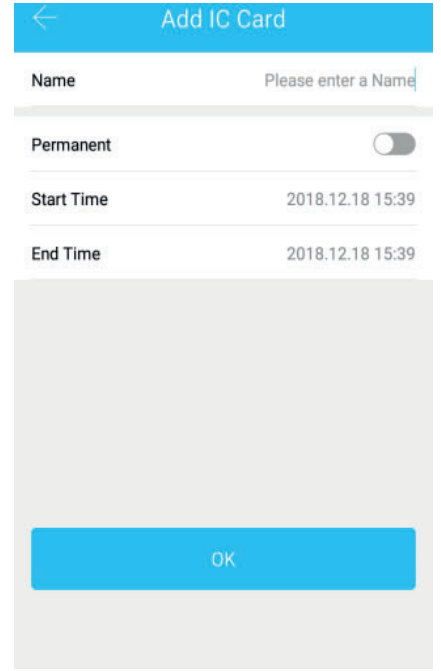 Add IC Card
Name Please enter a Name
Permanent
Start Time 2018.12.18 15:39
End Time 2018.12.18 15:39
OK